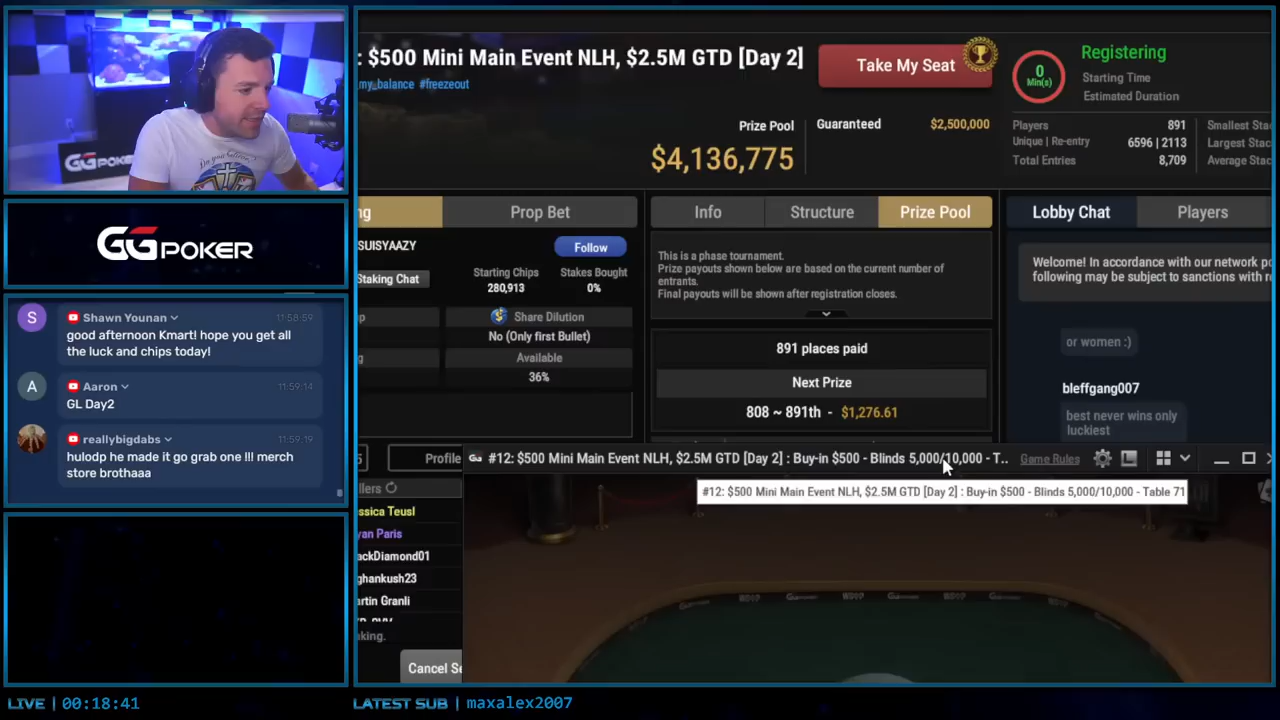 : $500 Mini Main Event NLH, $2.5M GTD [Day 2]
my_balance #freezeout
Take My Seat
0
Min(s)
Registering
Starting Time
Estimated Duration
Prize Pool
$4,136,775
Guaranteed
$2,500,000
Players 891 Smallest Stac
Unique | Re-entry 6596 | 2113 Largest Stac
Total Entries 8,709 Average Stac
GGPOKER
ng
Prop Bet
Info
Structure
Prize Pool
Lobby Chat
Players
SUISYAAZY
Follow
Staking Chat
Starting Chips
280,913
Stakes Bought
0%
Share Dilution
No (Only first Bullet)
Available
36%
This is a phase tournament.
Prize payouts shown below are based on the current number of
entrants.
Final payouts will be shown after registration closes.
891 places paid
Next Prize
808 ~ 891th - $1,276.61
Welcome! In accordance with our network po
following may be subject to sanctions with re
or women :)
bleffgang007
best never wins only
luckiest
GGPOKER
S
Shawn Younan
11:58:59
good afternoon Kmart! hope you get all
the luck and chips today!
A
Aaron
11:59:14
GL Day2
reallybigdabs
11:59:19
hulodp he made it go grab one !!! merch
store brothaaa
Profile
#12: $500 Mini Main Event NLH, $2.5M GTD [Day 2] : Buy-in $500 - Blinds 5,000/10,000 - T..
Game Rules
#12: $500 Mini Main Event NLH, $2.5M GTD [Day 2] : Buy-in $500 - Blinds 5,000/10,000 - Table 71
llers
ssica Teusl
yan Paris
ackDiamond01
ghankush23
artin Granli
king.
Cancel Se
LIVE | 00:18:41
LATEST SUB | maxalex2007